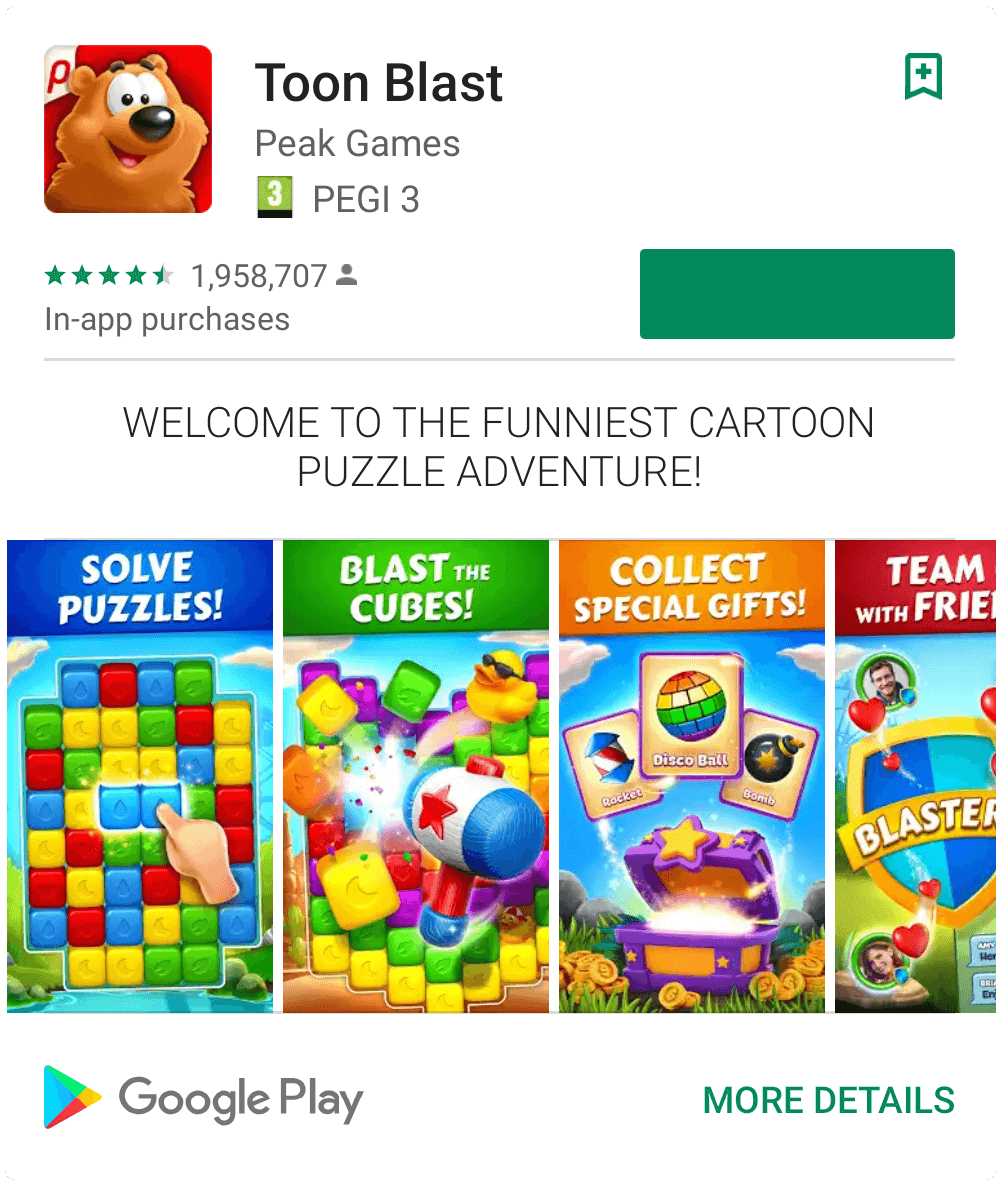 Toon Blast
Peak Games
3 PEGI 3
1,958,707
In-app purchases
WELCOME TO THE FUNNIEST CARTOON
PUZZLE ADVENTURE!
SOLVE
PUZZLES!
BLAST THE
CUBES!
COLLECT
SPECIAL GIFTS!
Rocket
Disco Ball
Bomb
TEAM
WITH
BLASTER
Google Play
MORE DETAILS